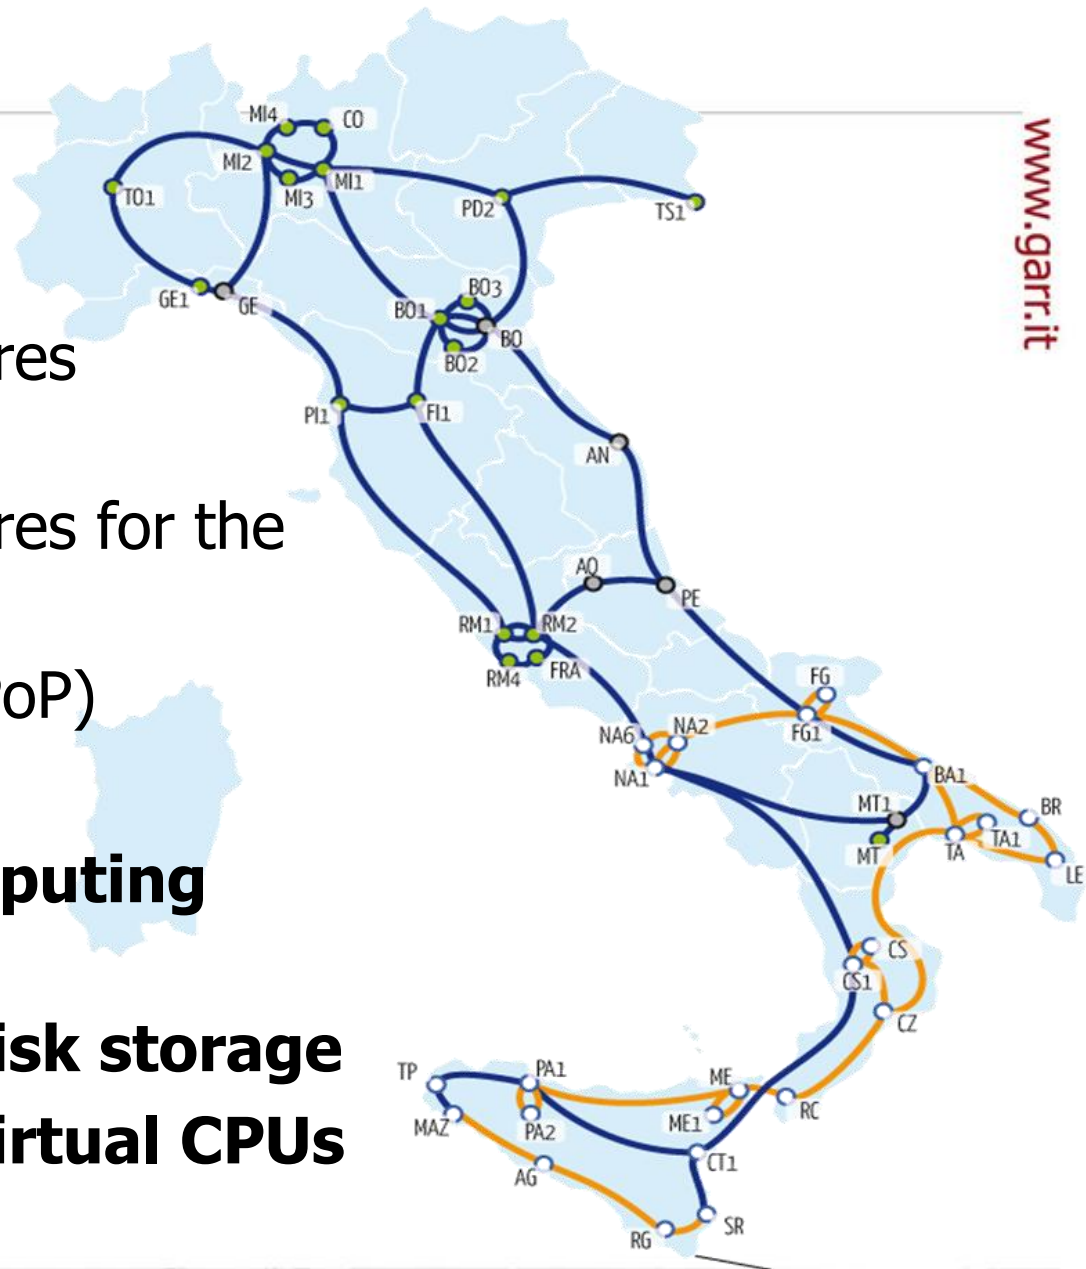 MI4
CO
MI2
MI1
MI3
TO1
PD2
TS1
www.garr.it
GE1
GE
BO3
BO1
BO
BO2
res
PI1
FI1
AN
res for the
AQ
PE
RM1
RM2
RM4
FRA
PoP)
FG
NA6
NA2
FG1
NA1
BA1
MT1
BR
MT
TA
TA1
LE
puting
CS
CS1
CZ
isk storage
TP
PA1
ME
RC
MAZ
PA2
ME1
irtual CPUs
CT1
AG
SR
RG